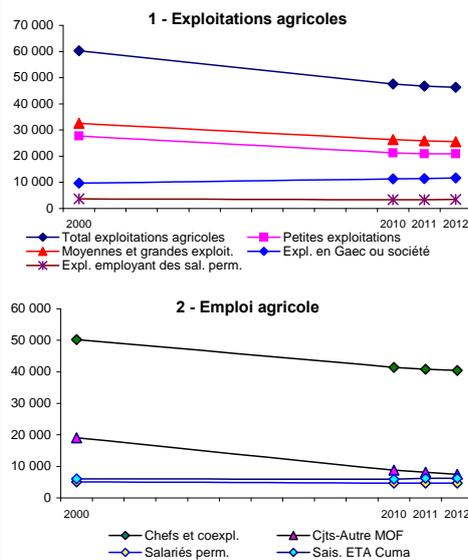 1 - Exploitations agricoles
70 000
60 000
50 000
40 000
30 000
20 000
10 000
0
2000 2010 2011 2012
Total exploitations agricoles Petites exploitations
Moyennes et grandes exploit. Expl. en Gaec ou société
Expl. employant des sal. perm.
2 - Emploi agricole
60 000
50 000
40 000
30 000
20 000
10 000
0
2000 2010 2011 2012
Chefs et coexpl. Cjts-Autre MOF
Salariés perm. Sais. ETA Cuma